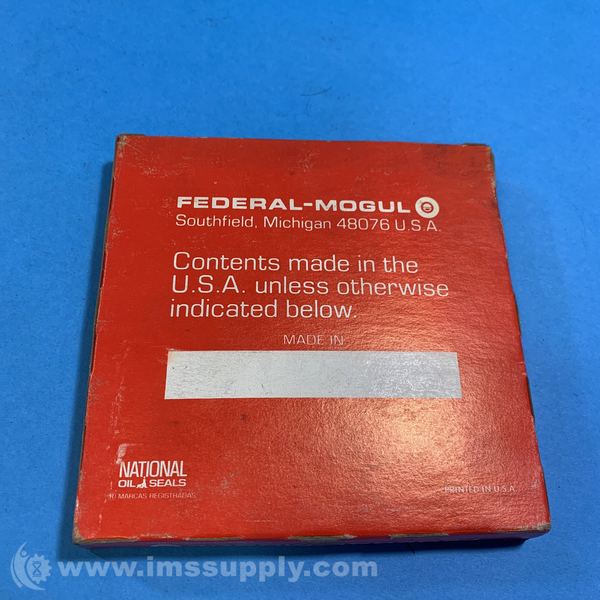 FEDERAL-MOGUL
Southfield, Michigan 48076 U.S.A.
Contents made in the
U.S.A. unless otherwise
indicated below.
MADE IN
NATIONAL
OIL SEALS
MARCAS REGISTRADAS
PRINTED IN U.S.A.
www.imssupply.com